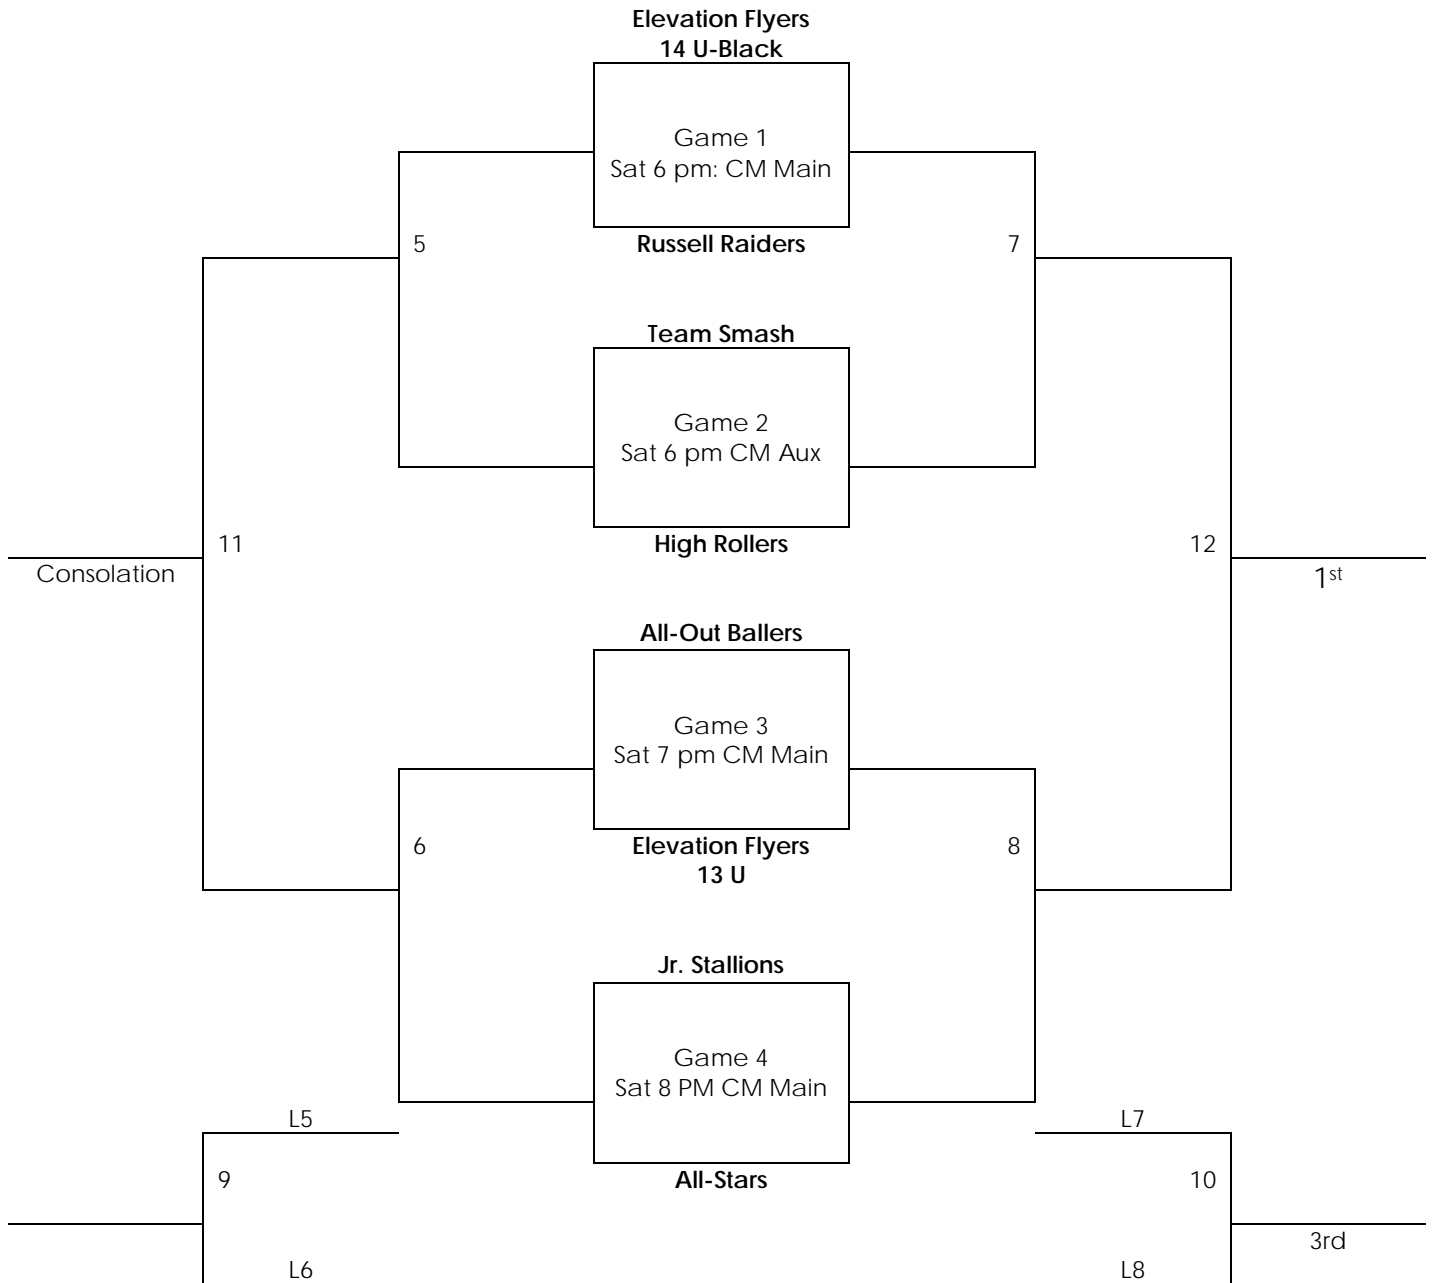 Elevation Flyers
14 U-Black
Game 1
Sat 6 pm: CM Main
5
Russell Raiders
7
Team Smash
Game 2
Sat 6 pm CM Aux
11
High Rollers
12
Consolation
1st
All-Out Ballers
Game 3
Sat 7 pm CM Main
6
Elevation Flyers
8
13 U
Jr. Stallions
Game 4
Sat 8 PM CM Main
L5
L7
9
All-Stars
10
3rd
L6
L8